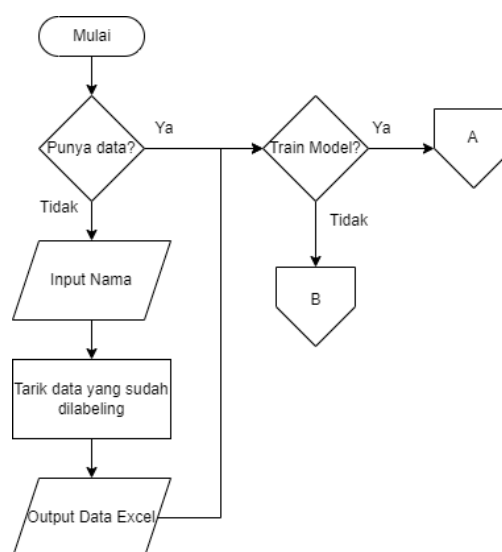 Mulai
Punya data?
Ya
Train Model?
Ya
A
Tidak
Tidak
Input Nama
B
Tarik data yang sudah
dilabeling
Output Data Excel